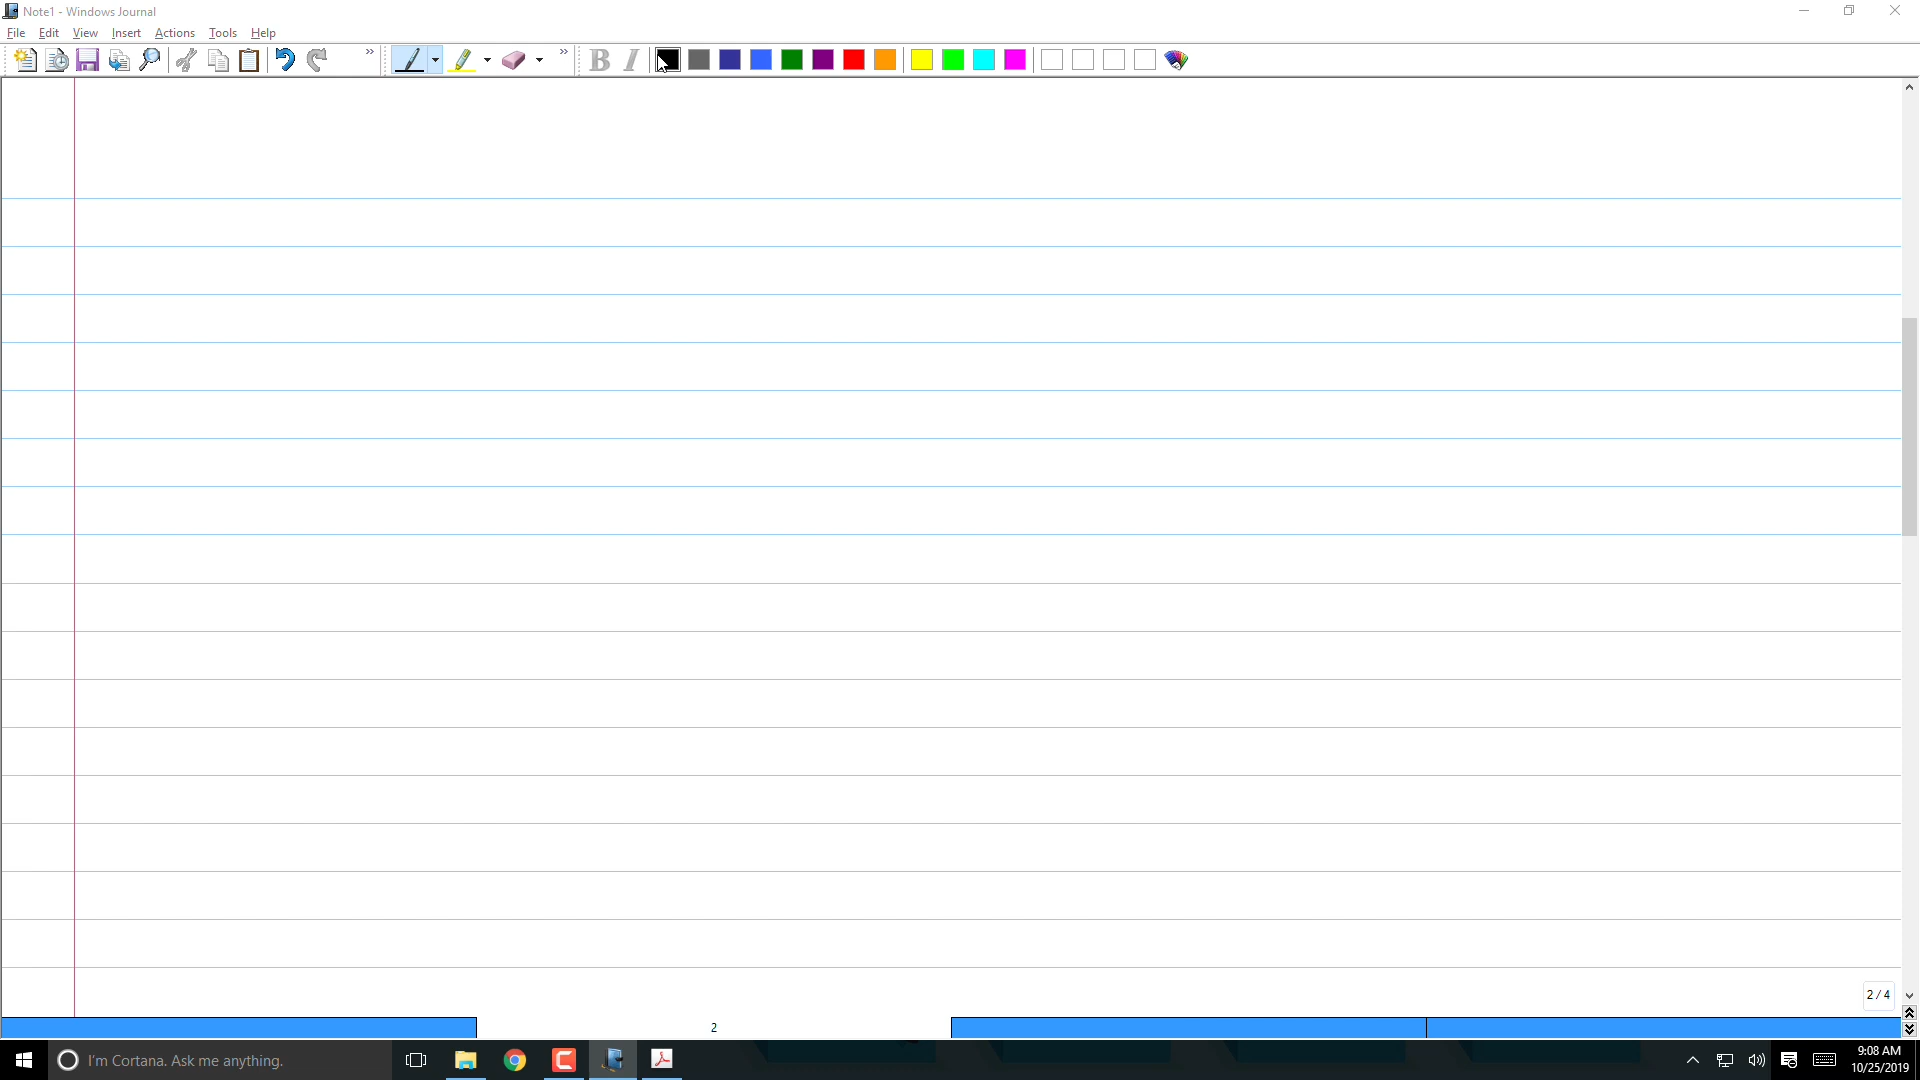 Note1 - Windows Journal
File Edit View Insert Actions Tools Help
B I
2 / 4
2
I'm Cortana. Ask me anything.
9:08 AM
10/25/2019